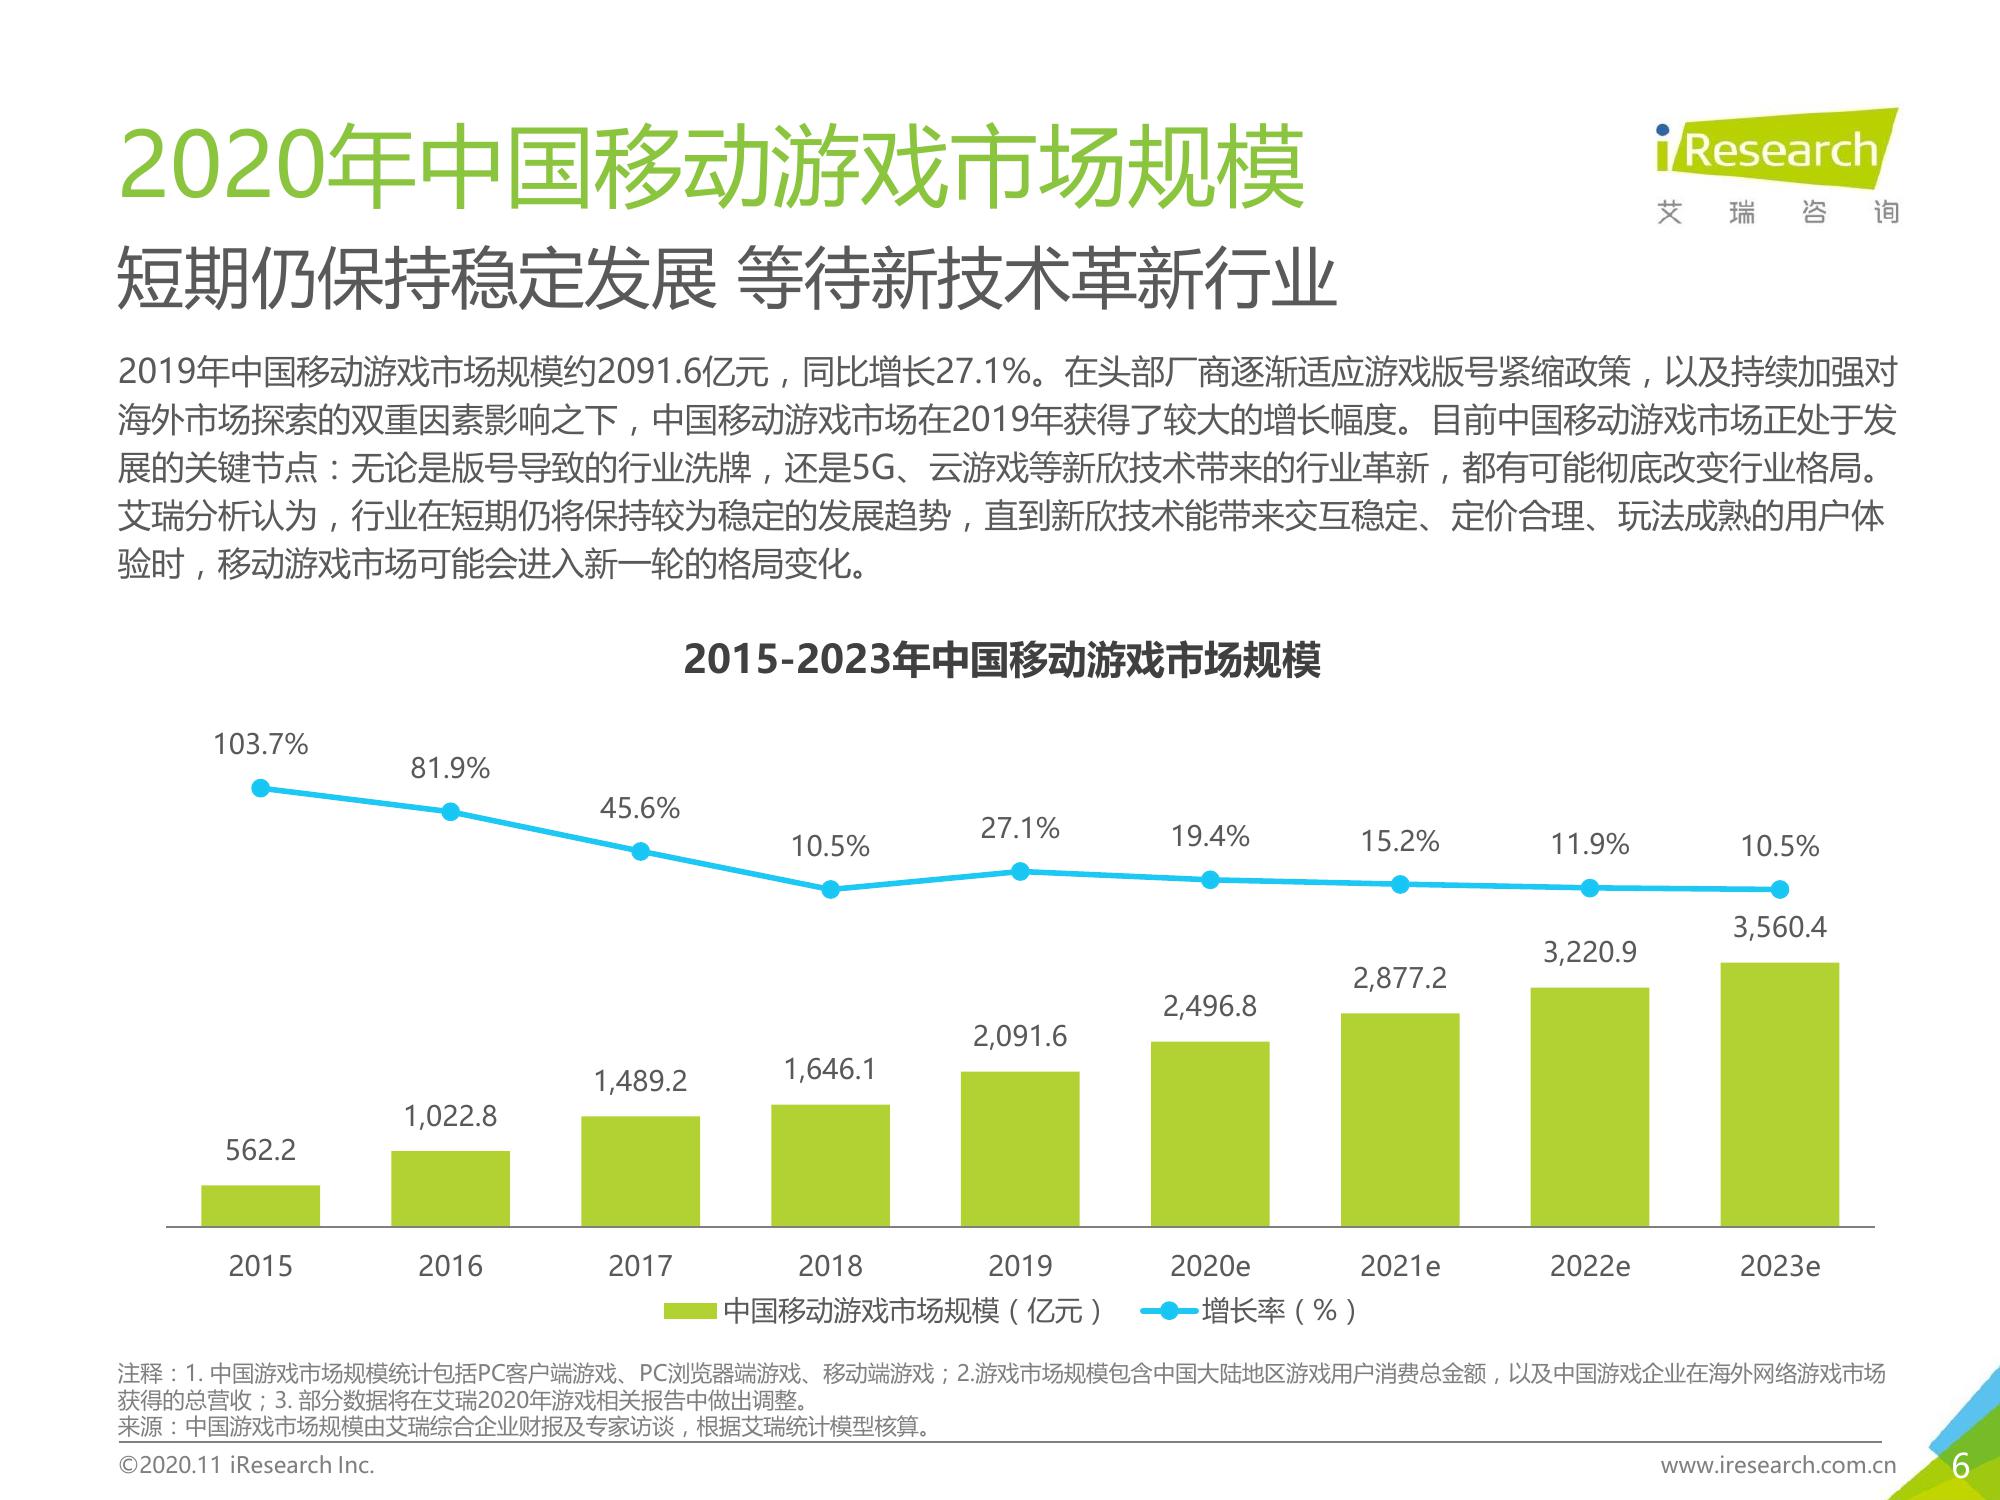 2020年中国移动游戏市场规模
iResearch
艾瑞咨询
短期仍保持稳定发展 等待新技术革新行业
2019年中国移动游戏市场规模约2091.6亿元，同比增长27.1%。在头部厂商逐渐适应游戏版号紧缩政策，以及持续加强对
海外市场探索的双重因素影响之下，中国移动游戏市场在2019年获得了较大的增长幅度。目前中国移动游戏市场正处于发
展的关键节点：无论是版号导致的行业洗牌，还是5G、云游戏等新欣技术带来的行业革新，都有可能彻底改变行业格局。
艾瑞分析认为，行业在短期仍将保持较为稳定的发展趋势，直到新欣技术能带来交互稳定、定价合理、玩法成熟的用户体
验时，移动游戏市场可能会进入新一轮的格局变化。
2015-2023年中国移动游戏市场规模
103.7% 81.9% 45.6% 10.5% 27.1% 19.4% 15.2% 11.9% 10.5%
562.2 1,022.8 1,489.2 1,646.1 2,091.6 2,496.8 2,877.2 3,220.9 3,560.4
2015 2016 2017 2018 2019 2020e 2021e 2022e 2023e
中国移动游戏市场规模（亿元） 增长率（%）
注释：1. 中国游戏市场规模统计包括PC客户端游戏、PC浏览器端游戏、移动端游戏；2.游戏市场规模包含中国大陆地区游戏用户消费总金额，以及中国游戏企业在海外网络游戏市场
获得的总营收；3. 部分数据将在艾瑞2020年游戏相关报告中做出调整。
来源：中国游戏市场规模由艾瑞综合企业财报及专家访谈，根据艾瑞统计模型核算。
©2020.11 iResearch Inc.
www.iresearch.com.cn
6